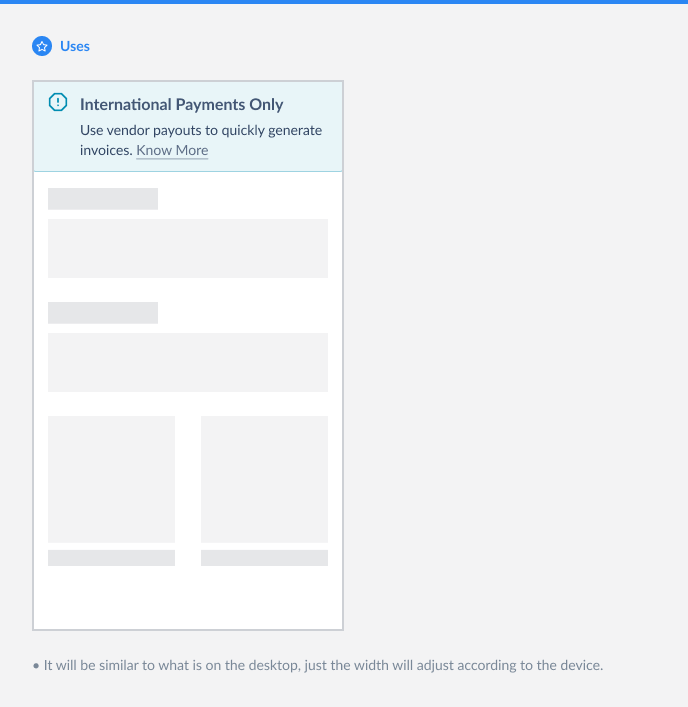 Uses
International Payments Only
Use vendor payouts to quickly generate
invoices. Know More
• It will be similar to what is on the desktop, just the width will adjust according to the device.